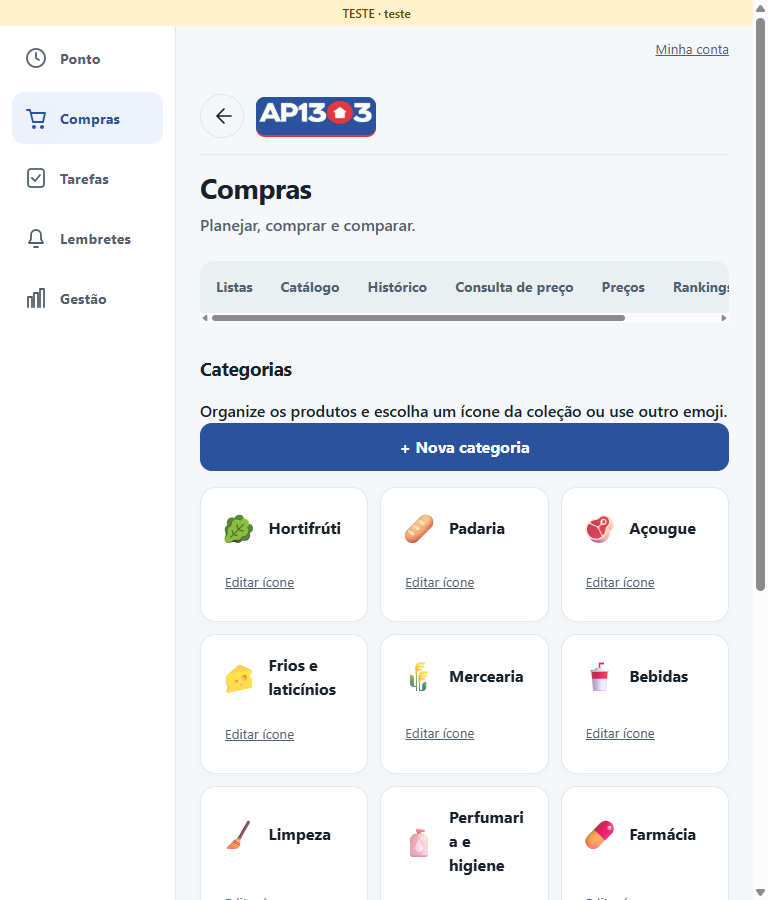 TESTE · teste
Ponto
Compras
Tarefas
Lembretes
Gestão
Minha conta
AP13 3
Compras
Planejar, comprar e comparar.
Listas Catálogo Histórico Consulta de preço Preços Rankings
Categorias
Organize os produtos e escolha um ícone da coleção ou use outro emoji.
+ Nova categoria
Hortifrúti Padaria Açougue
Editar ícone Editar ícone Editar ícone
Frios e
laticínios Mercearia Bebidas
Editar ícone Editar ícone Editar ícone
Limpeza Perfumari
a e
higiene Farmácia